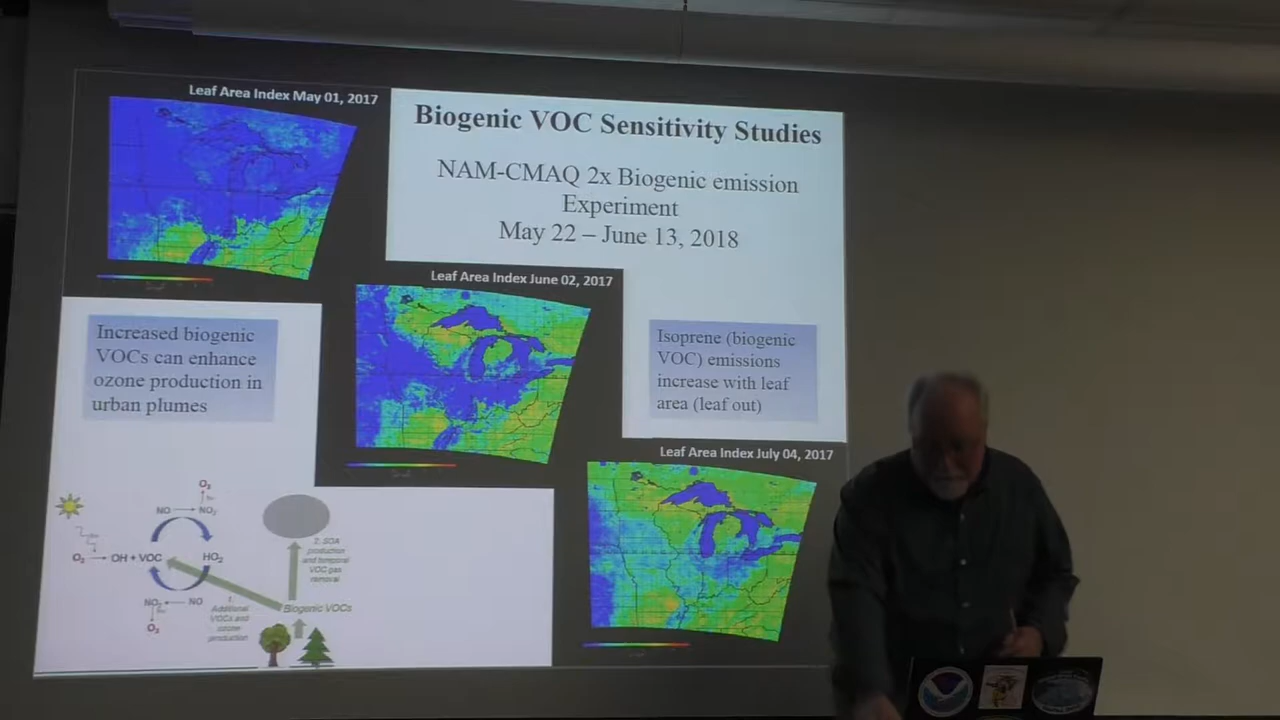 Leaf Area Index May 01, 2017
Biogenic VOC Sensitivity Studies
NAM-CMAQ 2x Biogenic emission
Experiment
May 22 – June 13, 2018
Leaf Area Index June 02, 2017
Increased biogenic
VOCs can enhance
ozone production in
urban plumes
Isoprene (biogenic
VOC) emissions
increase with leaf
area (leaf out)
Leaf Area Index July 04, 2017
O3
NO
NO2
O3
OH + VOC
HO2
NO2
NO
O3
2. SOA
production
and temporal
VOC gas
removal
1.
Additional
VOCs and
ozone
production
Biogenic VOCs